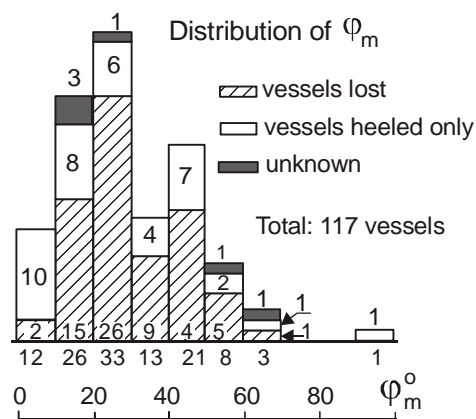 1
Distribution of φm
3
6
vessels lost
8
vessels heeled only
7
unknown
4
Total: 117 vessels
10
1
2
1
1
1
2 15 26 9 4 5
1
12 26 33 13 21 8 3 1
0 20 40 60 80 φm°